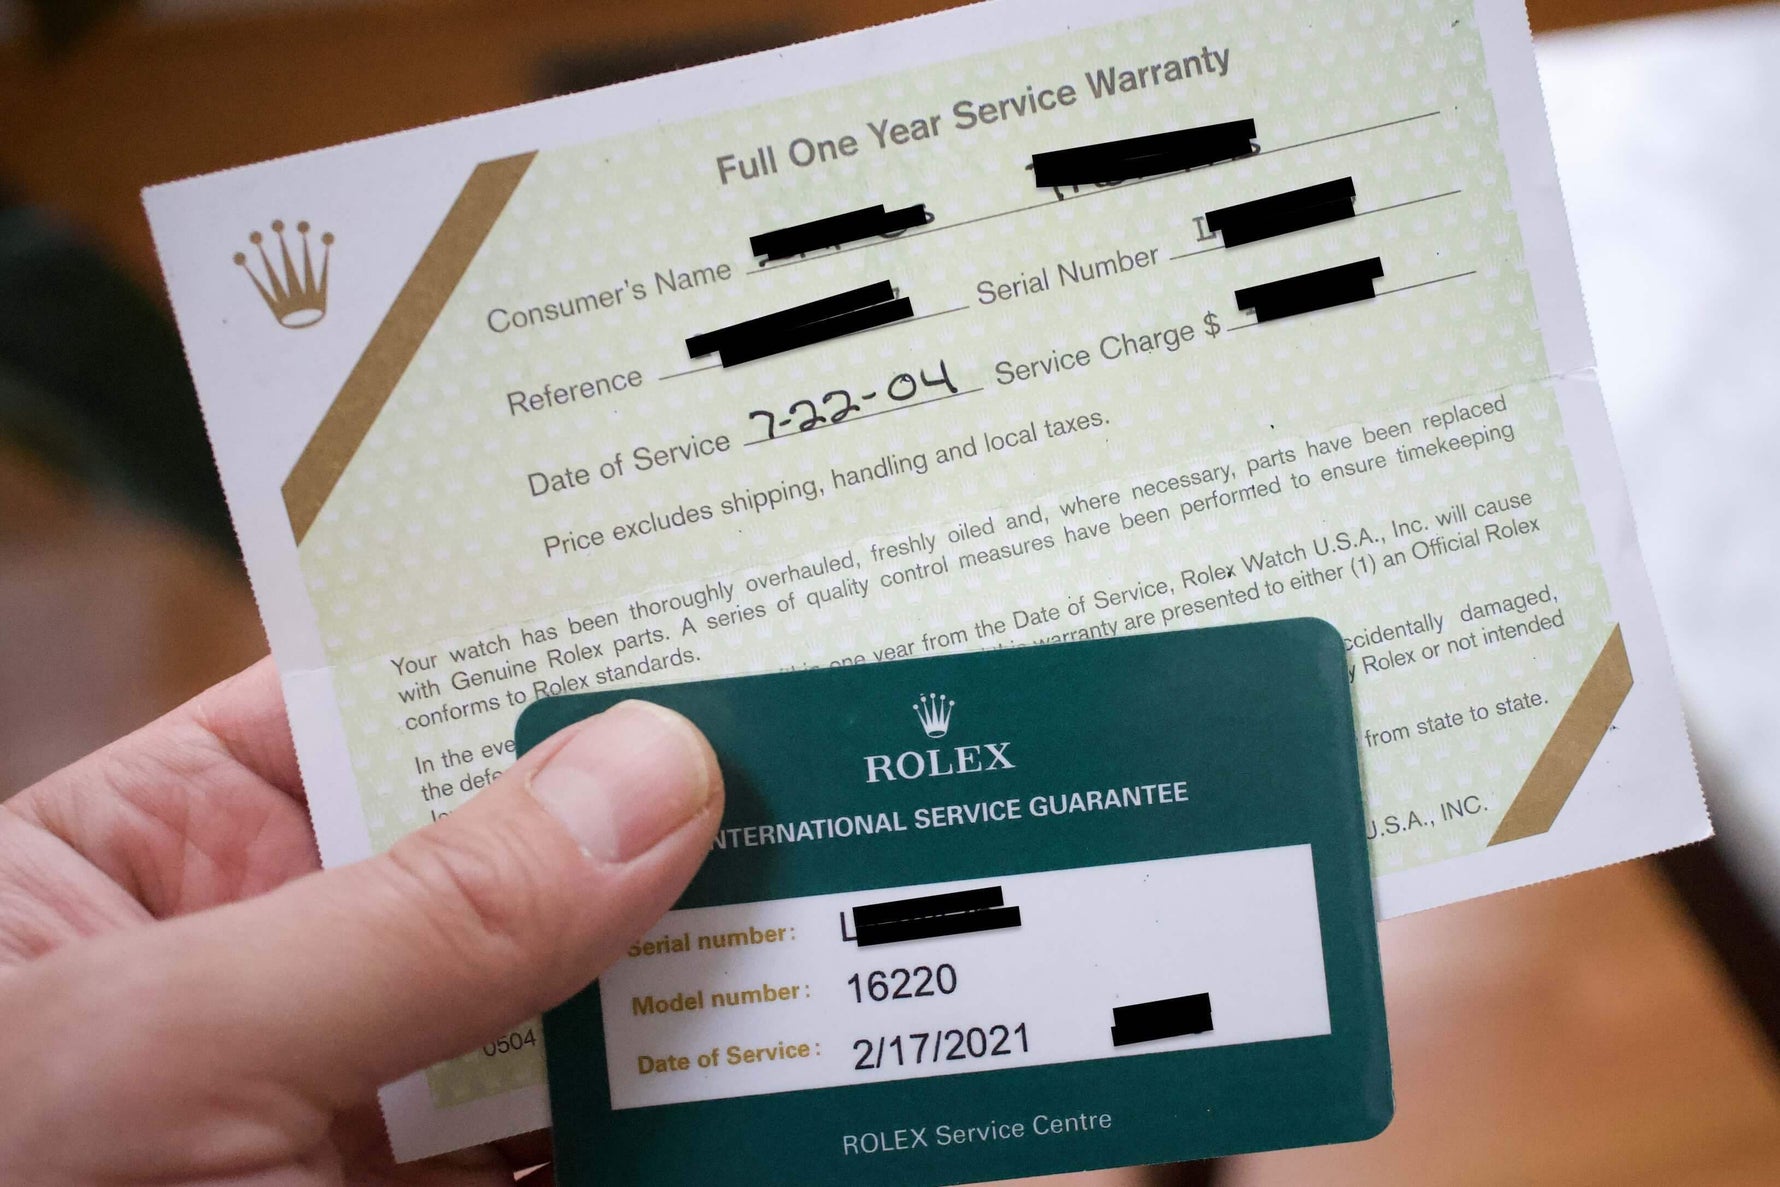 Full One Year Service Warranty
Consumer's Name
Reference Serial Number L
Date of Service 7-22-04 Service Charge $
Price excludes shipping, handling and local taxes.
Your watch has been thoroughly overhauled, freshly oiled and, where necessary, parts have been replaced
with Genuine Rolex parts. A series of quality control measures have been performed to ensure timekeeping
conforms to Rolex standards.
In the eve one year from the Date of Service, Rolex Watch U.S.A., Inc. will cause
the defe warranty are presented to either (1) an Official Rolex
ccidentally damaged,
y Rolex or not intended
from state to state.
U.S.A., INC.
0504
ROLEX
INTERNATIONAL SERVICE GUARANTEE
Serial number: L
Model number: 16220
Date of Service: 2/17/2021
ROLEX Service Centre